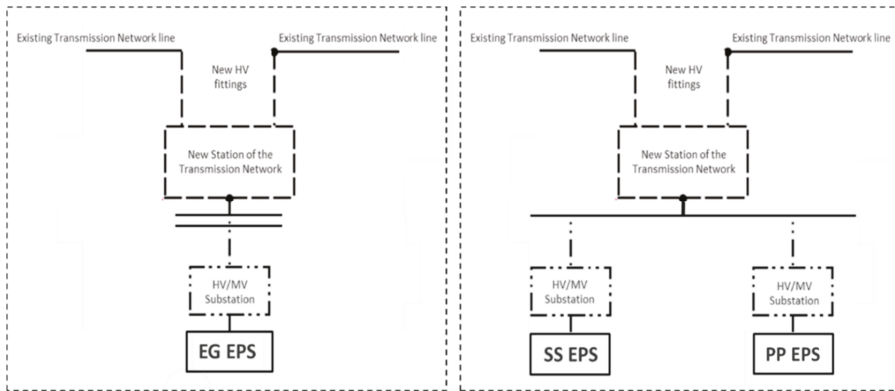 Existing Transmission Network line
Existing Transmission Network line
New HV
fittings
New Station of the
Transmission Network
HV/MV
Substation
EG EPS
Existing Transmission Network line
Existing Transmission Network line
New HV
fittings
New Station of the
Transmission Network
HV/MV
Substation
SS EPS
HV/MV
Substation
PP EPS